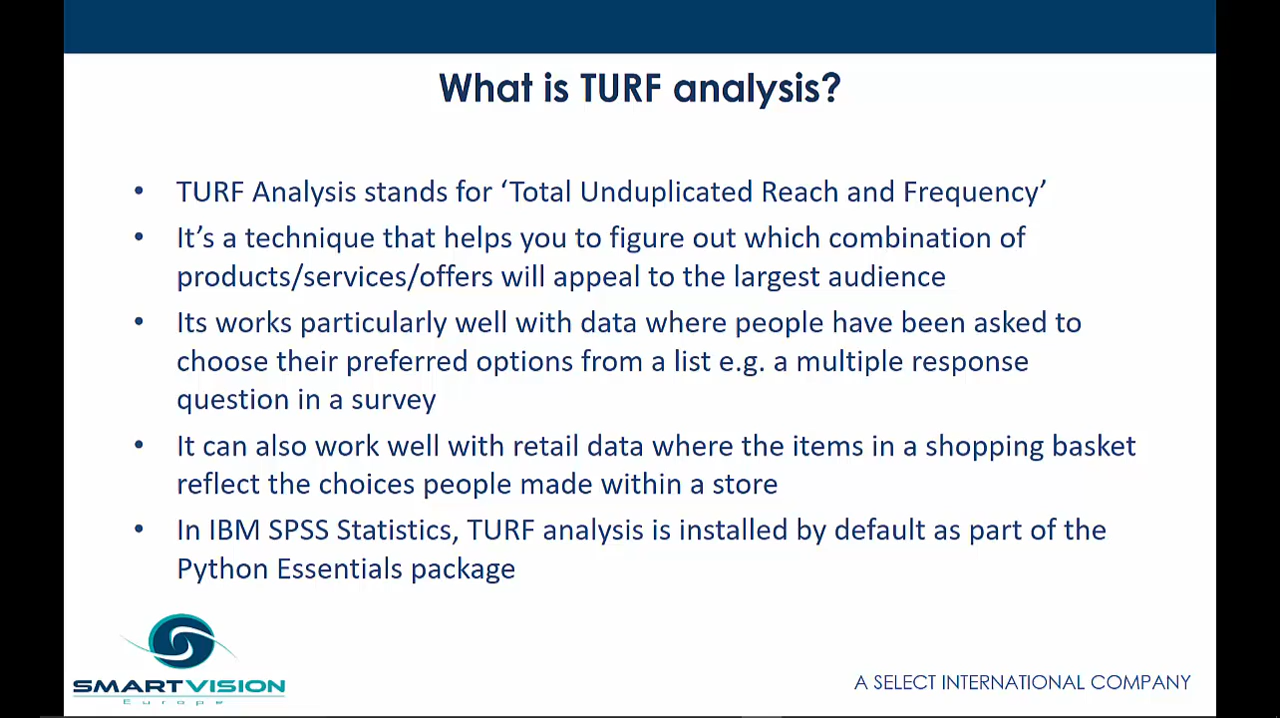 What is TURF analysis?
• TURF Analysis stands for ‘Total Unduplicated Reach and Frequency’
• It’s a technique that helps you to figure out which combination of
products/services/offers will appeal to the largest audience
• Its works particularly well with data where people have been asked to
choose their preferred options from a list e.g. a multiple response
question in a survey
• It can also work well with retail data where the items in a shopping basket
reflect the choices people made within a store
• In IBM SPSS Statistics, TURF analysis is installed by default as part of the
Python Essentials package
SMARTVISION
Europe
A SELECT INTERNATIONAL COMPANY